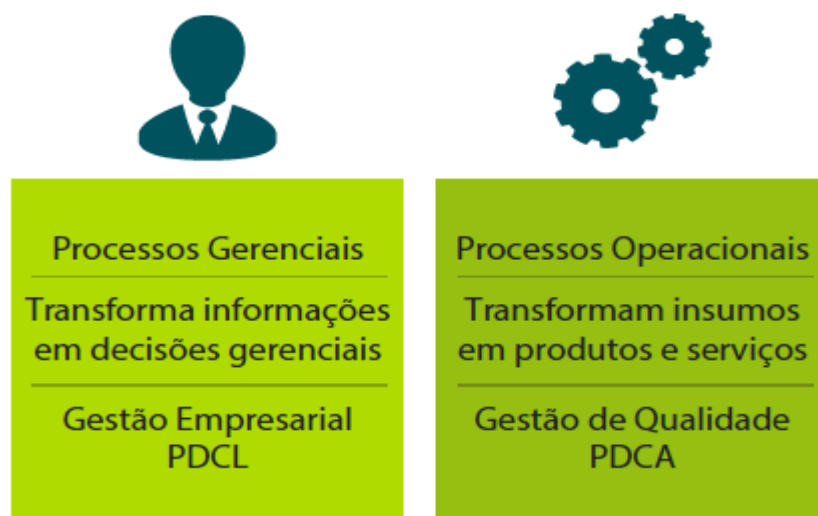 Processos Gerenciais
Transforma informações
em decisões gerenciais
Gestão Empresarial
PDCL
Processos Operacionais
Transformam insumos
em produtos e serviços
Gestão de Qualidade
PDCA